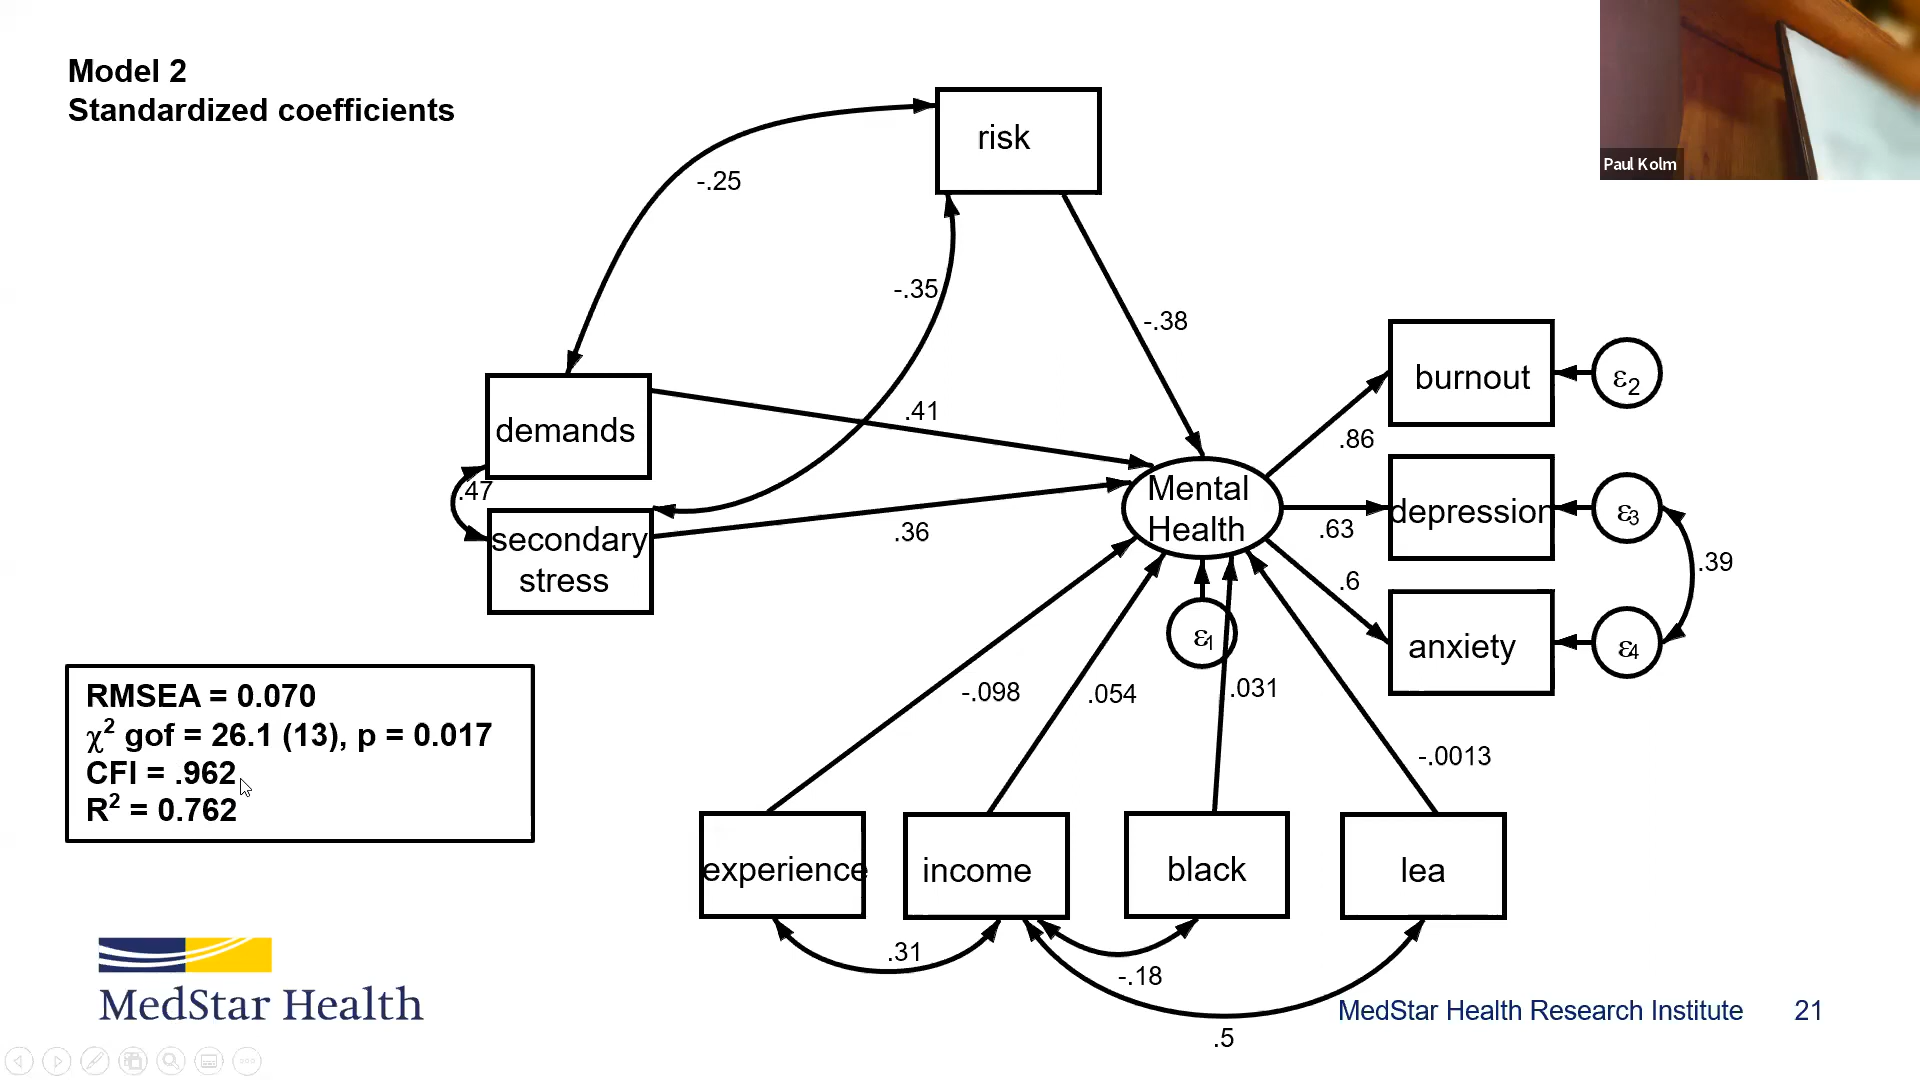 Model 2
Standardized coefficients
Paul Kolm
risk
-.25
-.35
-.38
burnout
ε2
demands
.41
.86
.47
Mental
Health
depression
ε3
secondary
stress
.36
.63
.39
.6
ε1
anxiety
ε4
-.098
.054
.031
-.0013
RMSEA = 0.070
χ² gof = 26.1 (13), p = 0.017
CFI = .962
R² = 0.762
experience
income
black
lea
.31
-.18
.5
MedStar Health
MedStar Health Research Institute
21